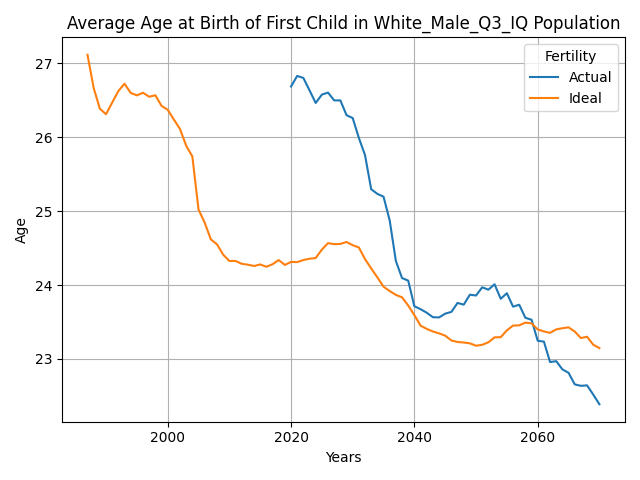 Average Age at Birth of First Child in White_Male_Q3_IQ Population
Fertility
Actual
Ideal
27
26
25
24
23
Age
2000
2020
2040
2060
Years